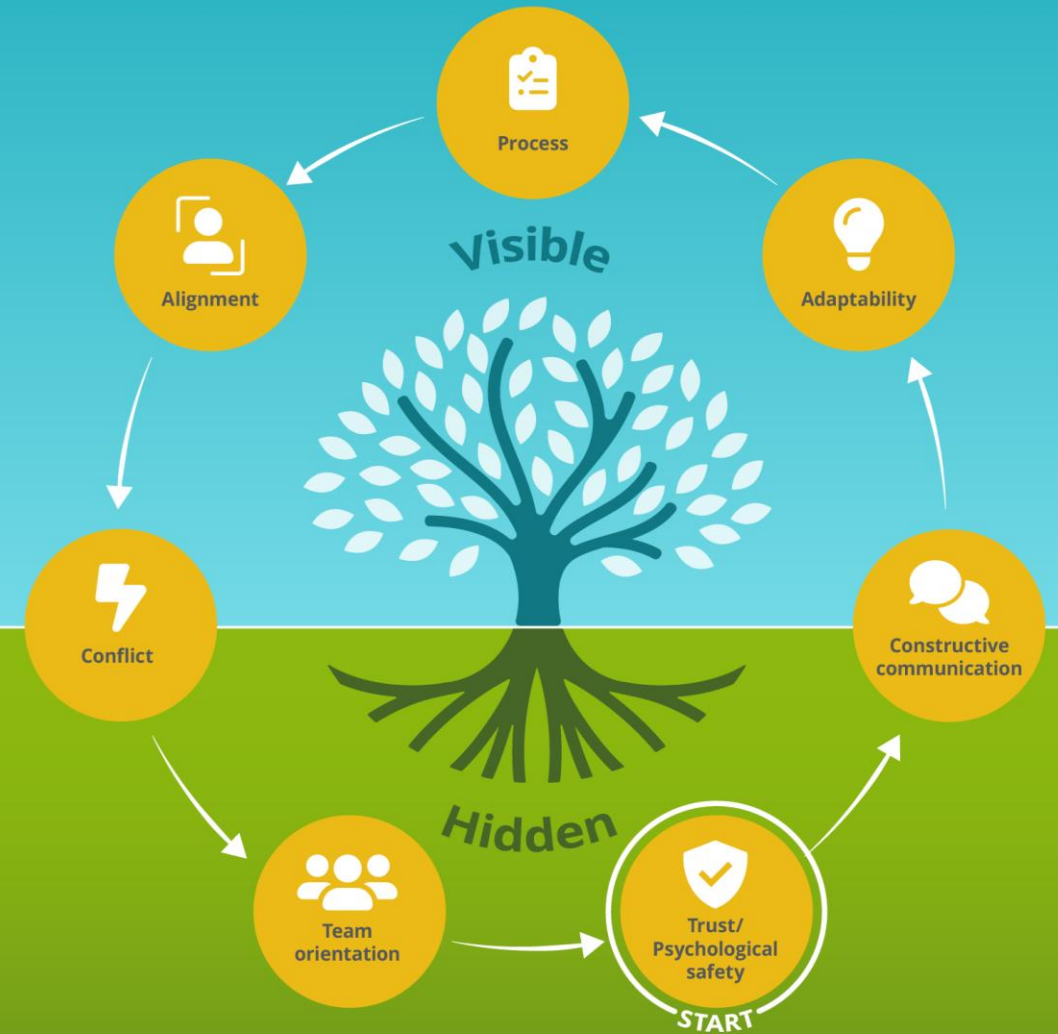 Process
Alignment
Visible
Adaptability
Conflict
Constructive
communication
Hidden
Team
orientation
Trust/
Psychological
safety
START